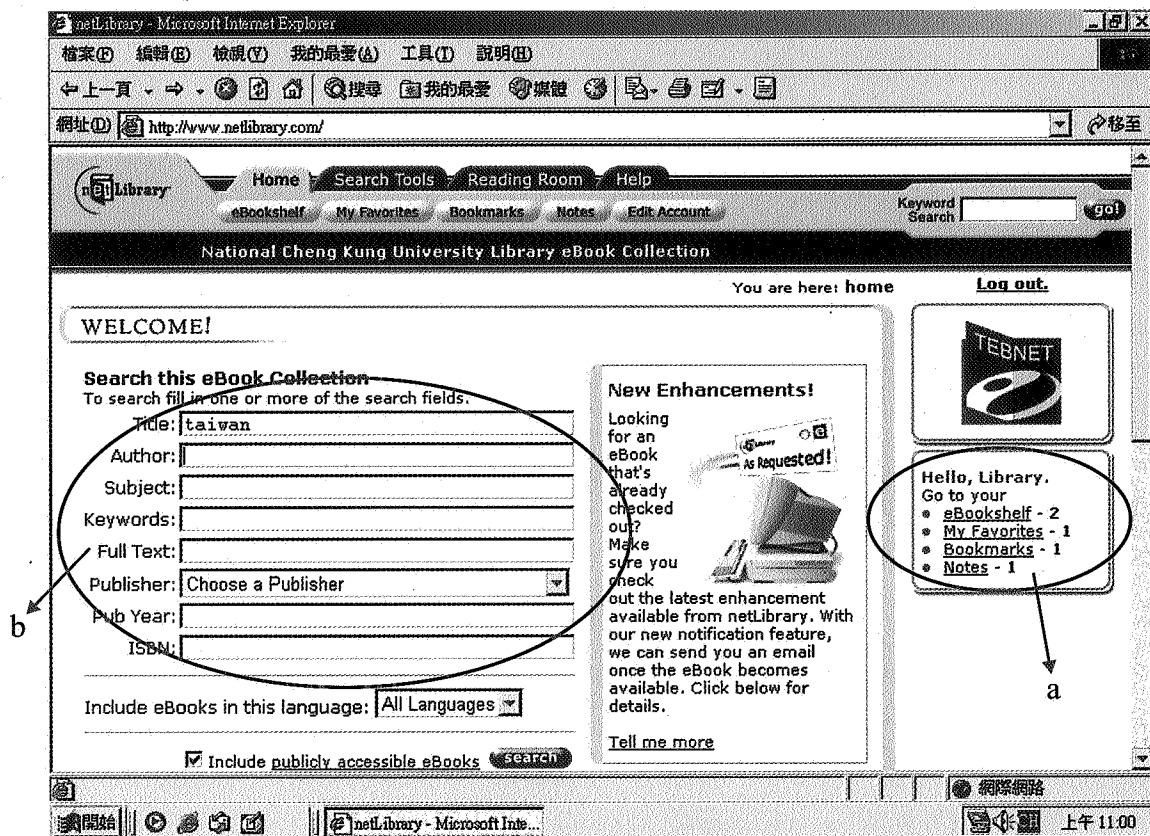 netLibrary - Microsoft Internet Explorer
檔案(F) 編輯(E) 檢視(V) 我的最愛(A) 工具(T) 說明(H)
上一頁 搜尋 我的最愛 媒體
網址(D) http://www.netlibrary.com/ 移至
netLibrary
Home Search Tools Reading Room Help
eBookshelf My Favorites Bookmarks Notes Edit Account
Keyword Search go!
National Cheng Kung University Library eBook Collection
You are here: home
Log out.
WELCOME!
Search this eBook Collection
To search fill in one or more of the search fields.
Title: taiwan
Author:
Subject:
Keywords:
Full Text:
Publisher: Choose a Publisher
Pub Year:
ISBN:
b
Include eBooks in this language: All Languages
Include publicly accessible eBooks search
New Enhancements!
Looking
for an
eBook
that's
already
checked
out?
Make
sure you
check
out the latest enhancement
available from netLibrary. With
our new notification feature,
we can send you an email
once the eBook becomes
available. Click below for
details.
Tell me more
As Requested!
TEBNET
Hello, Library.
Go to your
eBookshelf - 2
My Favorites - 1
Bookmarks - 1
Notes - 1
a
網際網路
開始 netLibrary - Microsoft Inte... 上午 11:00